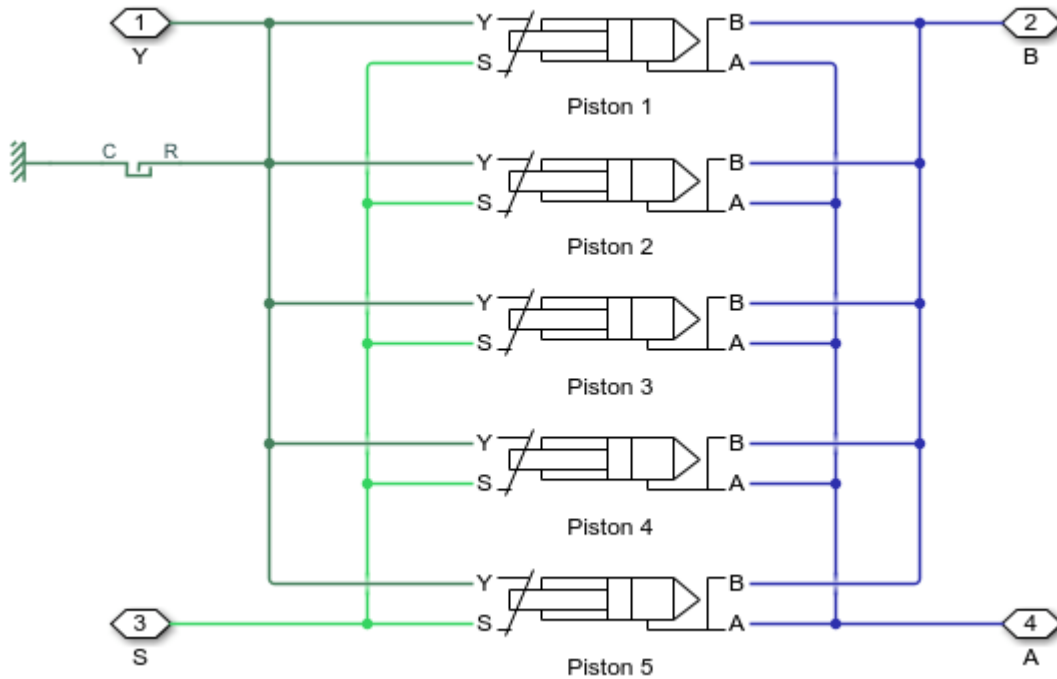 1 Y B 2
Y S A B
Piston 1
C R Y B
S A
Piston 2
Y B
S A
Piston 3
Y B
S A
Piston 4
Y B
3 S A 4
S Piston 5 A